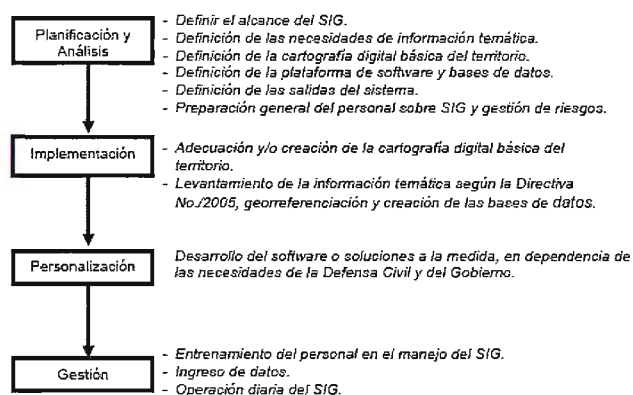 Planificación y
Análisis
- Definir el alcance del SIG.
- Definición de las necesidades de información temática.
- Definición de la cartografía digital básica del territorio.
- Definición de la plataforma de software y bases de datos.
- Definición de las salidas del sistema.
- Preparación general del personal sobre SIG y gestión de riesgos.
Implementación
- Adecuación y/o creación de la cartografía digital básica del
territorio.
- Levantamiento de la información temática según la Directiva
No./2005, georreferenciación y creación de las bases de datos.
Personalización
Desarrollo del software o soluciones a la medida, en dependencia de
las necesidades de la Defensa Civil y del Gobierno.
Gestión
- Entrenamiento del personal en el manejo del SIG.
- Ingreso de datos.
- Operación diaria del SIG.